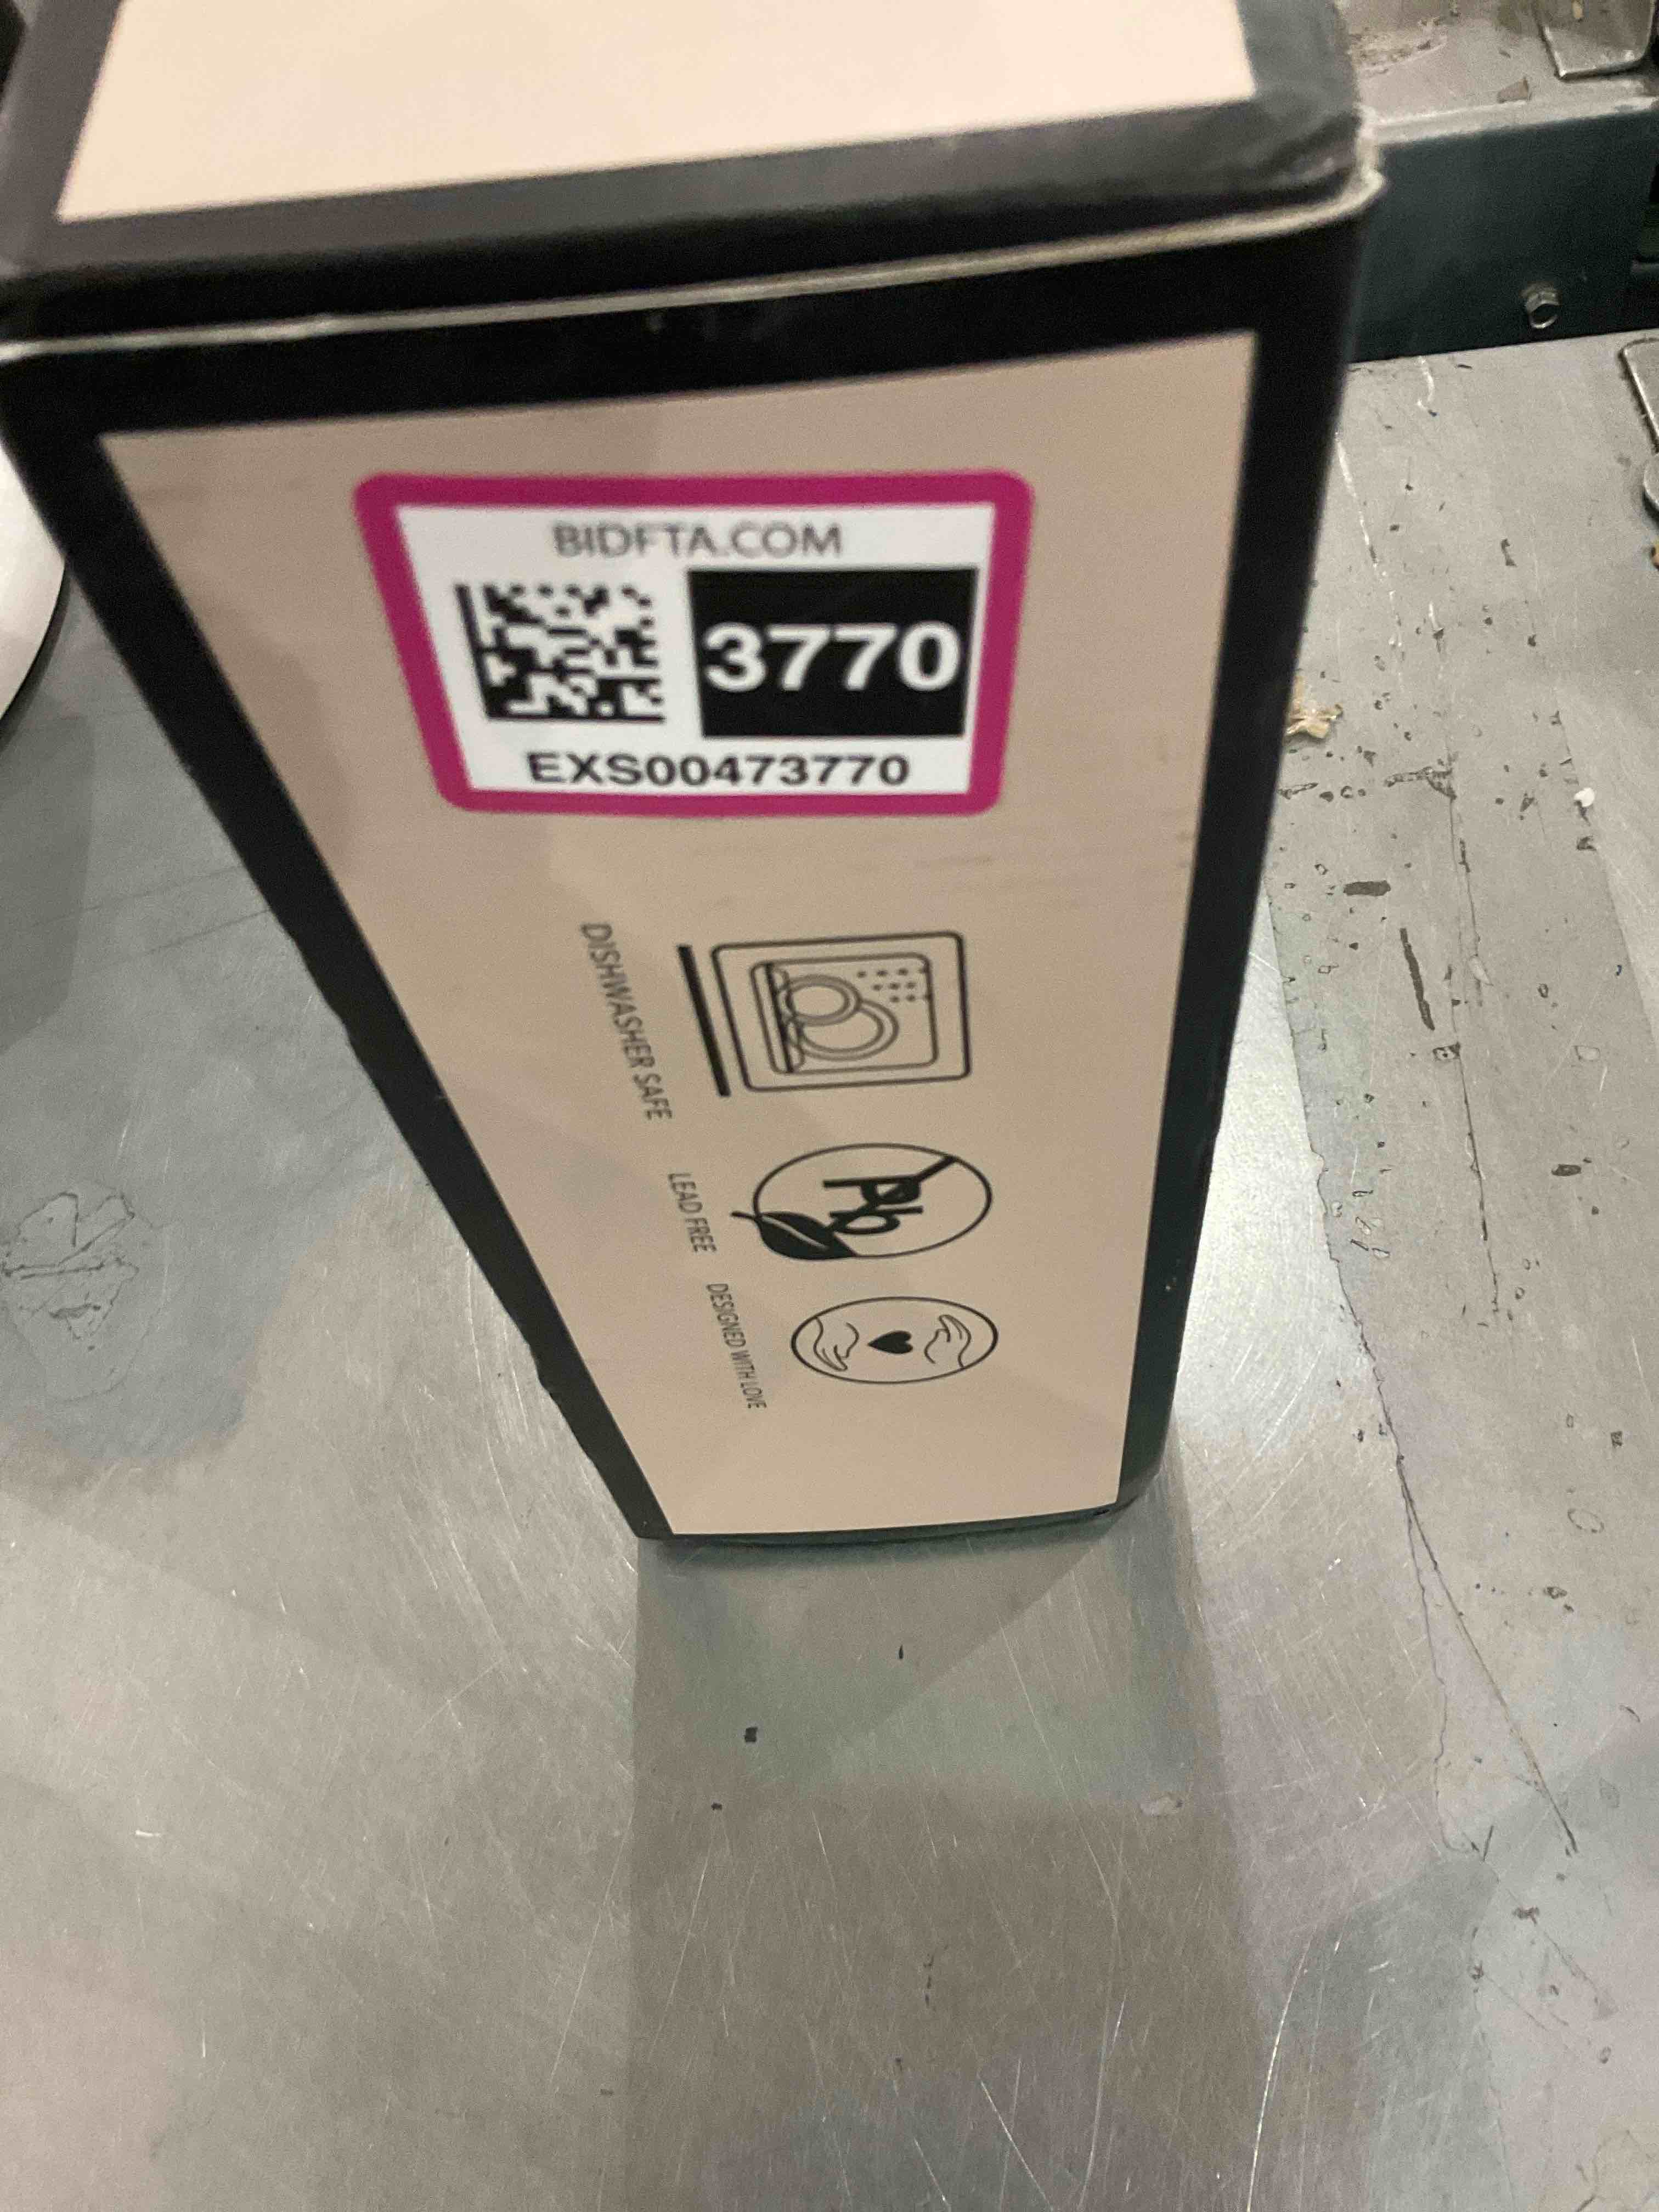 BIDFTA.COM
3770
EXS00473770
DISHWASHER SAFE
Pb
LEAD FREE
DESIGNED WITH LOVE